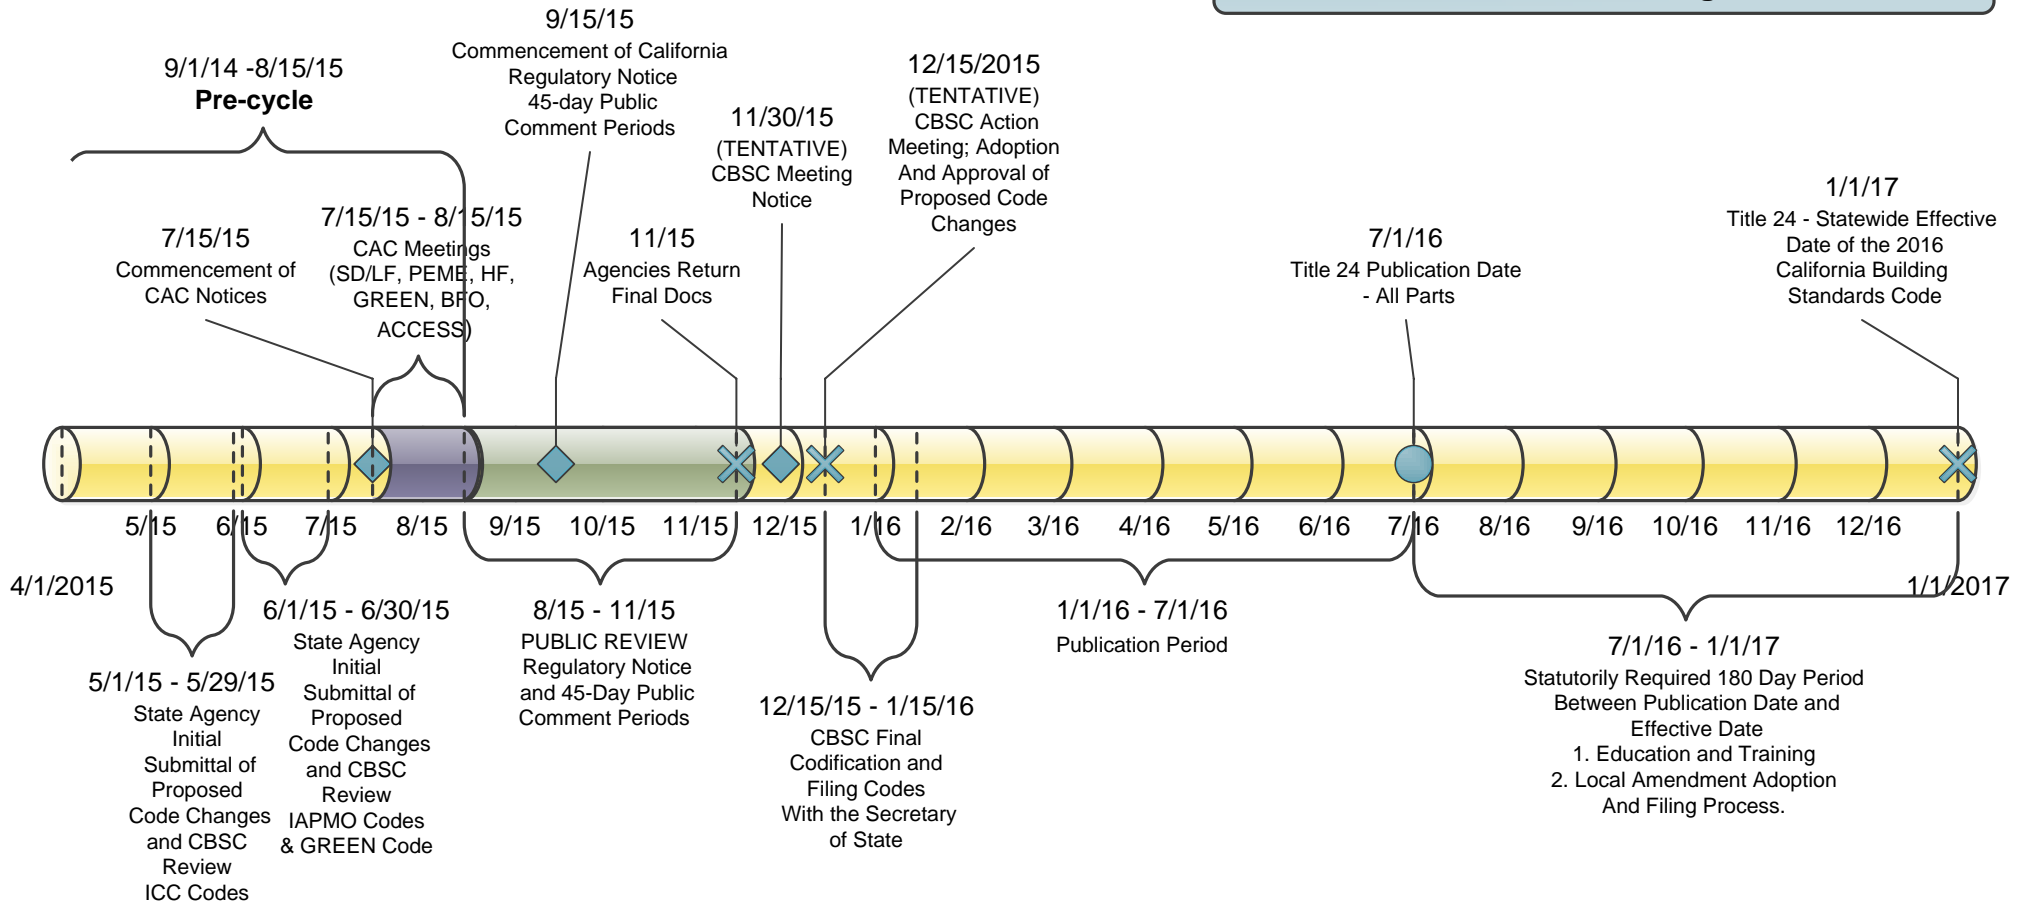 9/1/14 -8/15/15
Pre-cycle
9/15/15
Commencement of California
Regulatory Notice
45-day Public
Comment Periods
11/30/15
(TENTATIVE)
CBSC Meeting
Notice
12/15/2015
(TENTATIVE)
CBSC Action
Meeting; Adoption
And Approval of
Proposed Code
Changes
7/15/15
Commencement of
CAC Notices
7/15/15 - 8/15/15
CAC Meetings
(SD/LF, PEME, HF,
GREEN, BFO,
ACCESS)
11/15
Agencies Return
Final Docs
7/1/16
Title 24 Publication Date
- All Parts
1/1/17
Title 24 - Statewide Effective
Date of the 2016
California Building
Standards Code
5/15
6/15
7/15
8/15
9/15
10/15
11/15
12/15
1/16
2/16
3/16
4/16
5/16
6/16
7/16
8/16
9/16
10/16
11/16
12/16
4/1/2015
1/1/2017
5/1/15 - 5/29/15
State Agency
Initial
Submittal of
Proposed
Code Changes
and CBSC
Review
ICC Codes
6/1/15 - 6/30/15
State Agency
Initial
Submittal of
Proposed
Code Changes
and CBSC
Review
IAPMO Codes
& GREEN Code
8/15 - 11/15
PUBLIC REVIEW
Regulatory Notice
and 45-Day Public
Comment Periods
12/15/15 - 1/15/16
CBSC Final
Codification and
Filing Codes
With the Secretary
of State
1/1/16 - 7/1/16
Publication Period
7/1/16 - 1/1/17
Statutorily Required 180 Day Period
Between Publication Date and
Effective Date
1. Education and Training
2. Local Amendment Adoption
And Filing Process.